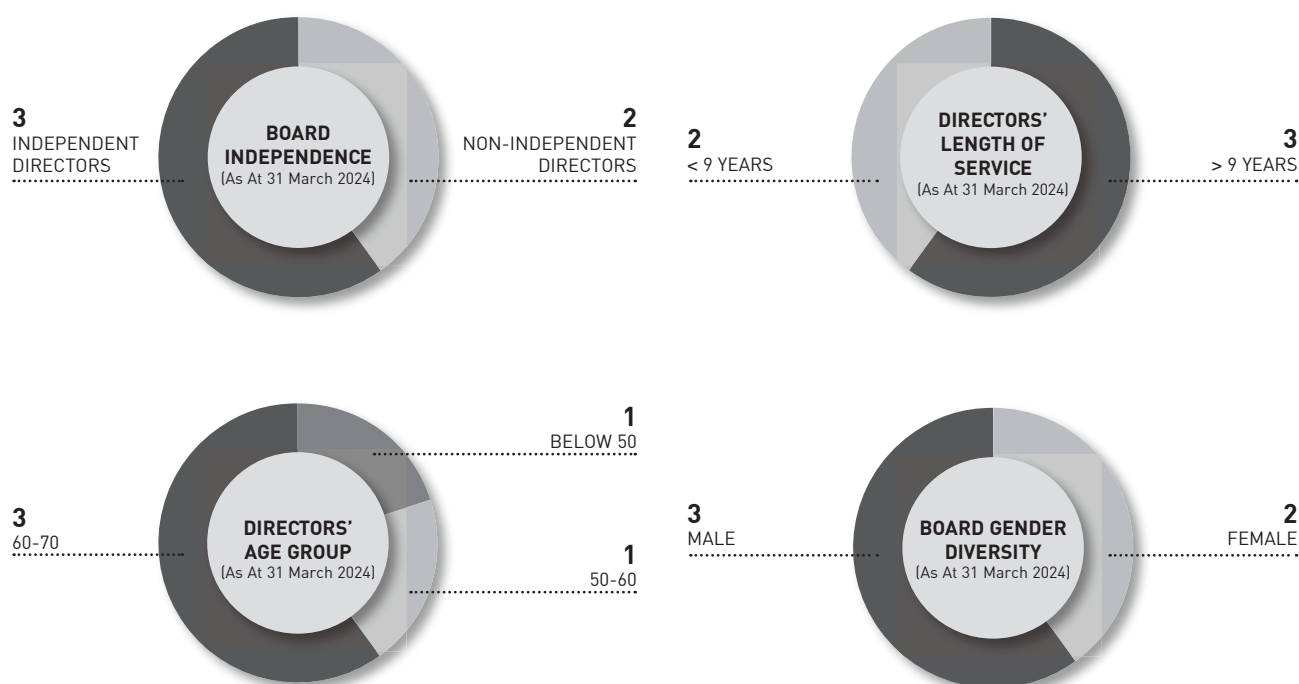 3
INDEPENDENT
DIRECTORS
BOARD
INDEPENDENCE
(As At 31 March 2024)
2
NON-INDEPENDENT
DIRECTORS
2
< 9 YEARS
DIRECTORS’
LENGTH OF
SERVICE
(As At 31 March 2024)
3
> 9 YEARS
3
60-70
DIRECTORS’
AGE GROUP
(As At 31 March 2024)
1
BELOW 50
1
50-60
3
MALE
BOARD GENDER
DIVERSITY
(As At 31 March 2024)
2
FEMALE